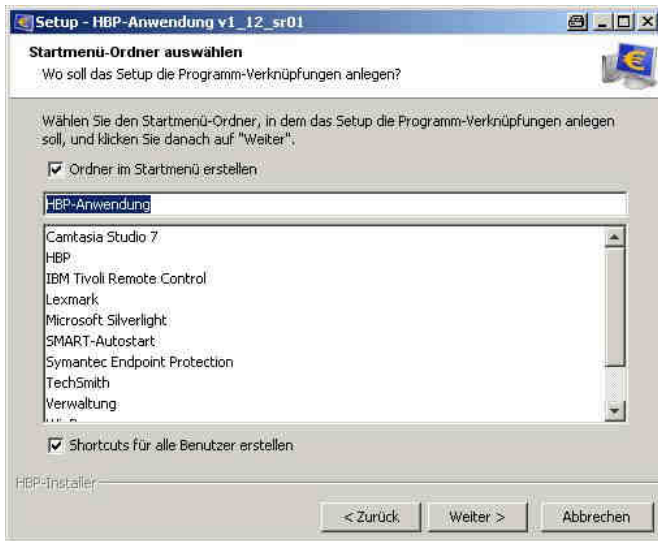 Setup - HBP-Anwendung v1_12_sr01
Startmenü-Ordner auswählen
Wo soll das Setup die Programm-Verknüpfungen anlegen?
Wählen Sie den Startmenü-Ordner, in dem das Setup die Programm-Verknüpfungen anlegen
soll, und klicken Sie danach auf "Weiter".
Ordner im Startmenü erstellen
HBP-Anwendung
Camtasia Studio 7
HBP
IBM Tivoli Remote Control
Lexmark
Microsoft Silverlight
SMART-Autostart
Symantec Endpoint Protection
TechSmith
Verwaltung
Shortcuts für alle Benutzer erstellen
HBP-Installer
< Zurück
Weiter >
Abbrechen